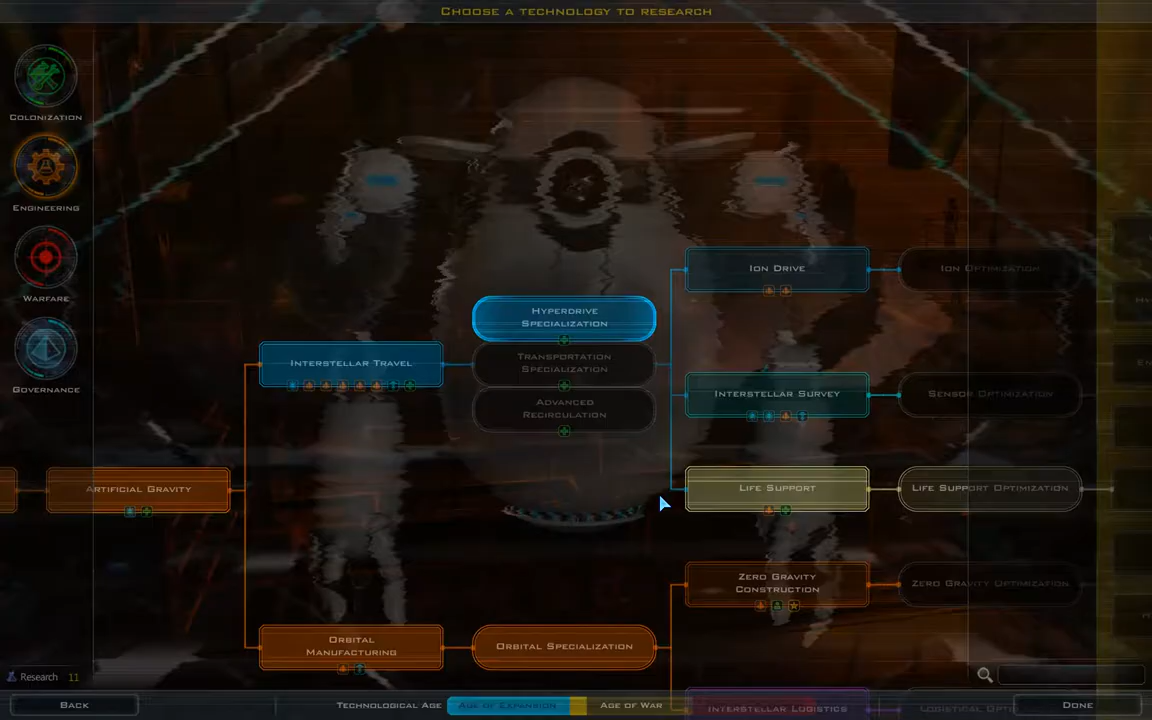 Choose a technology to research
Colonization
Engineering
Warfare
Governance
Artificial Gravity
Interstellar Travel
Orbital
Manufacturing
Hyperdrive
Specialization
Transportation
Specialization
Advanced
Recirculation
Orbital Specialization
Ion Drive
Interstellar Survey
Life Support
Zero Gravity
Construction
Interstellar Logistics
Ion Optimization
Sensor Optimization
Life Support Optimization
Zero Gravity Optimization
Research 11
Back
Technological Age
Age of Expansion
Age of War
Done